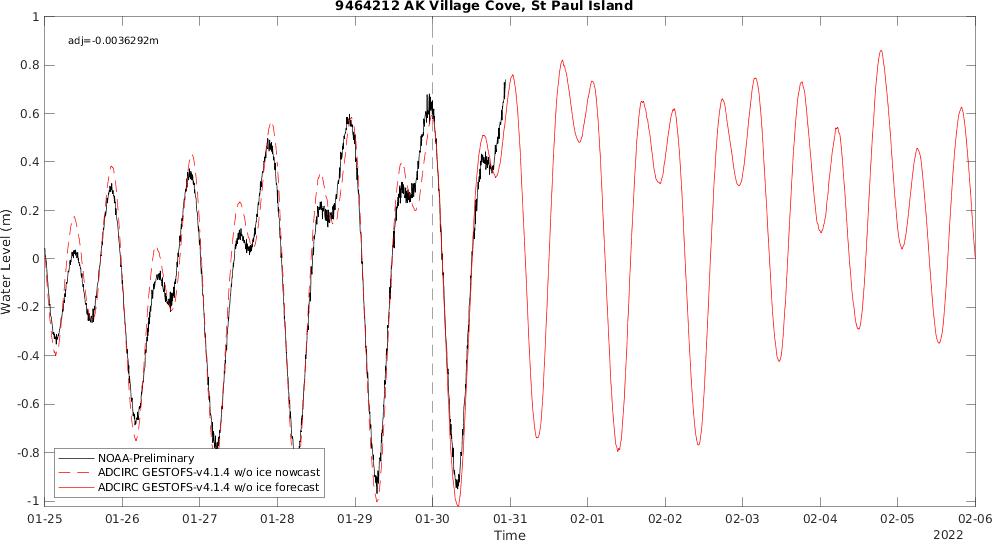 9464212 AK Village Cove, St Paul Island
adj=-0.0036292m
1
0.8
0.6
0.4
0.2
0
-0.2
-0.4
-0.6
-0.8
-1
Water Level (m)
NOAA-Preliminary
ADCIRC GESTOFS-v4.1.4 w/o ice nowcast
ADCIRC GESTOFS-v4.1.4 w/o ice forecast
01-25 01-26 01-27 01-28 01-29 01-30 01-31 02-01 02-02 02-03 02-04 02-05 02-06
Time
2022